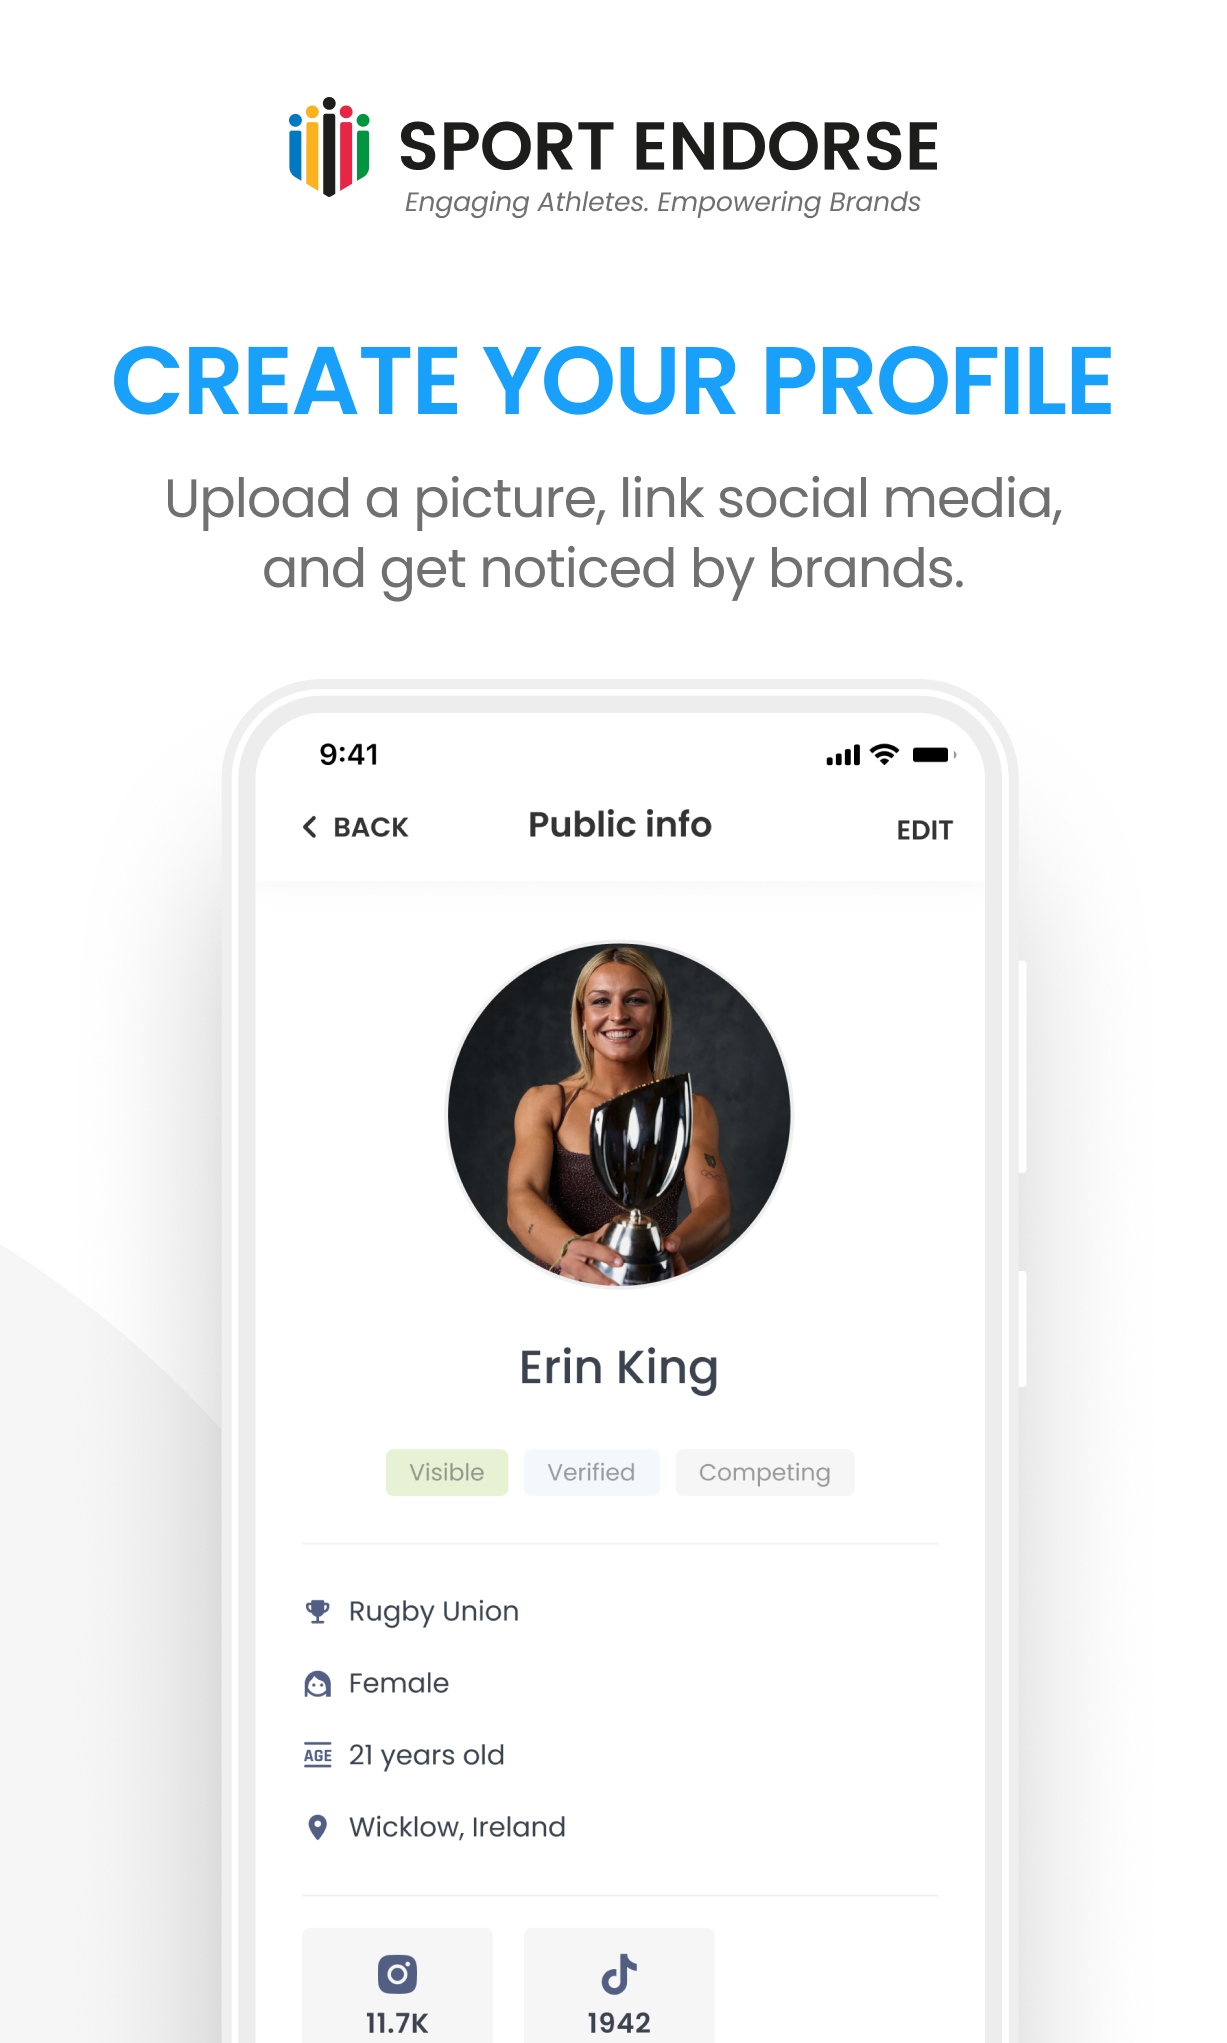 SPORT ENDORSE
Engaging Athletes. Empowering Brands
CREATE YOUR PROFILE
Upload a picture, link social media,
and get noticed by brands.
9:41
BACK
Public info
EDIT
Erin King
Visible
Verified
Competing
Rugby Union
Female
AGE 21 years old
Wicklow, Ireland
11.7K
1942